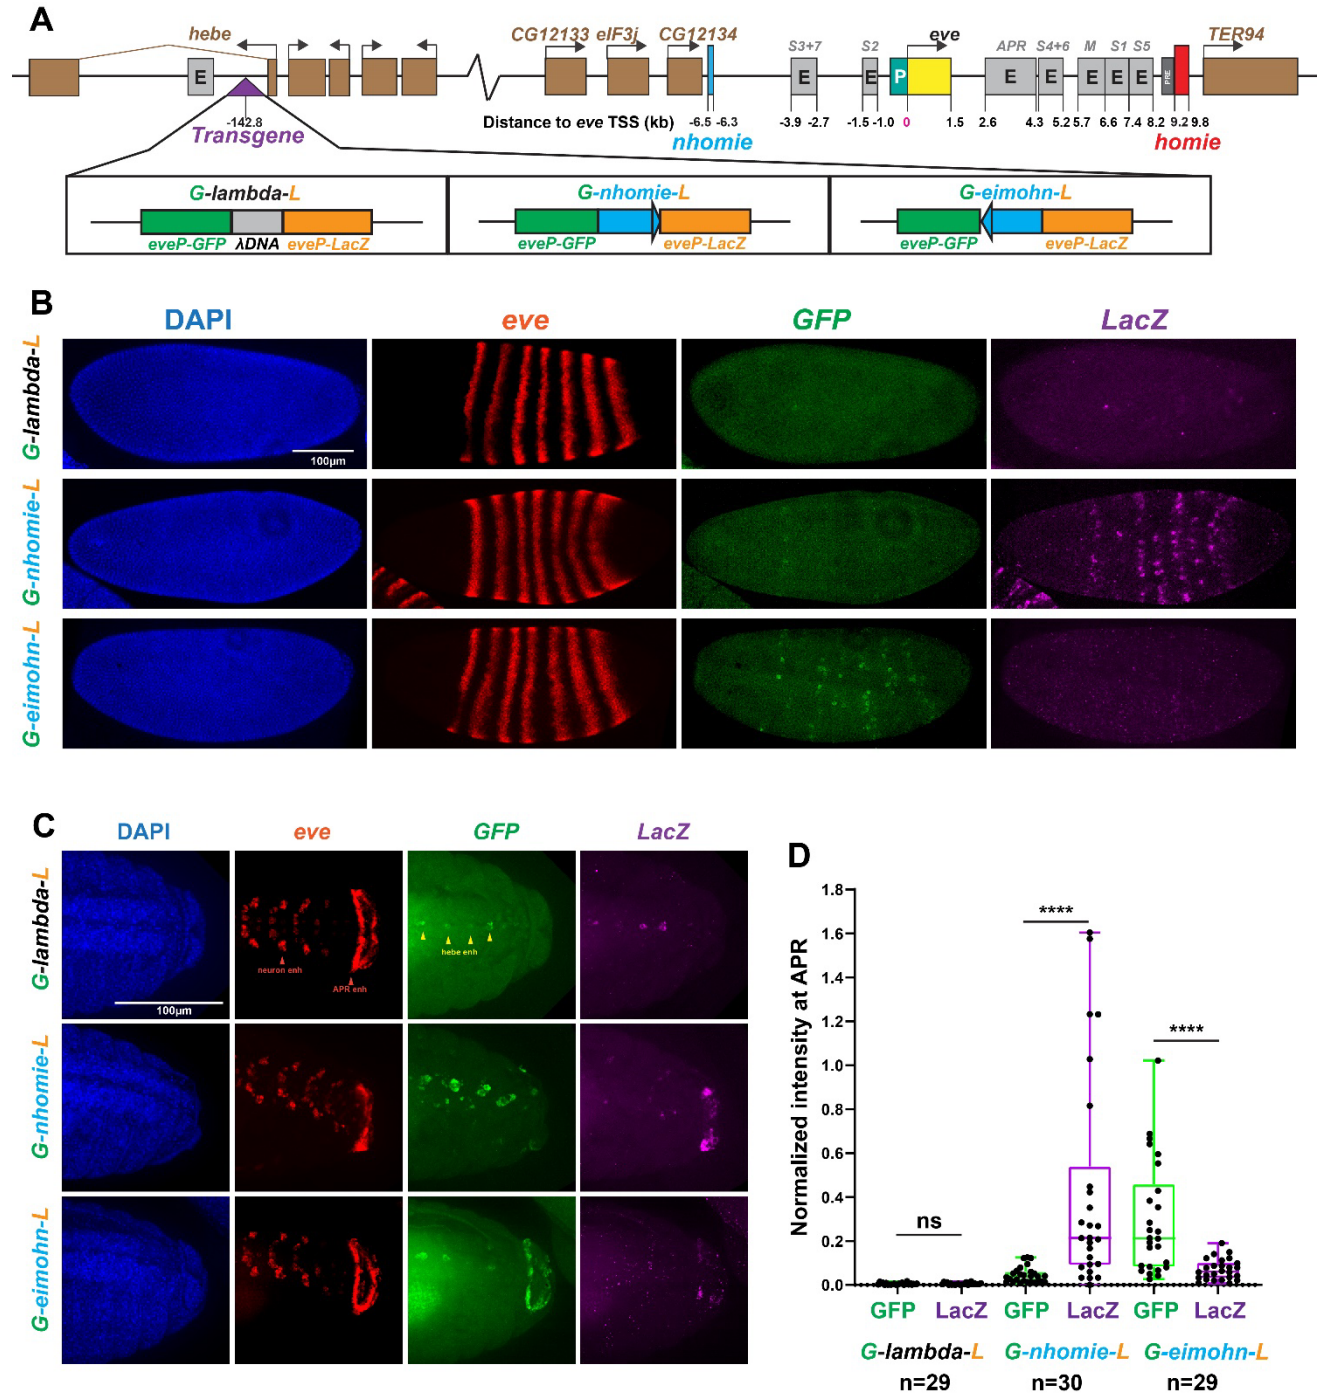 A
hebe
CG12133 eIF3j CG12134
S3+7 S2 eve APR S4+6 M S1 S5 TER94
E E E P E E E E E PRE
-142.8
Transgene
Distance to eve TSS (kb) -6.5 -6.3 -3.9 -2.7 -1.5 -1.0 0 1.5 2.6 4.3 5.2 5.7 6.6 7.4 8.2 9.2 9.8
nhomie homie
G-lambda-L G-nhomie-L G-eimohn-L
eveP-GFP λDNA eveP-LacZ eveP-GFP eveP-LacZ eveP-GFP eveP-LacZ
B
DAPI eve GFP LacZ
G-lambda-L
100µm
G-nhomie-L
G-eimohn-L
C
DAPI eve GFP LacZ
G-lambda-L
neuron enh
APR enh
hebe enh
100µm
G-nhomie-L
G-eimohn-L
D
Normalized intensity at APR
1.8
1.6
1.4
1.2
1.0
0.8
0.6
0.4
0.2
0.0
ns
****
****
GFP LacZ GFP LacZ GFP LacZ
G-lambda-L G-nhomie-L G-eimohn-L
n=29 n=30 n=29